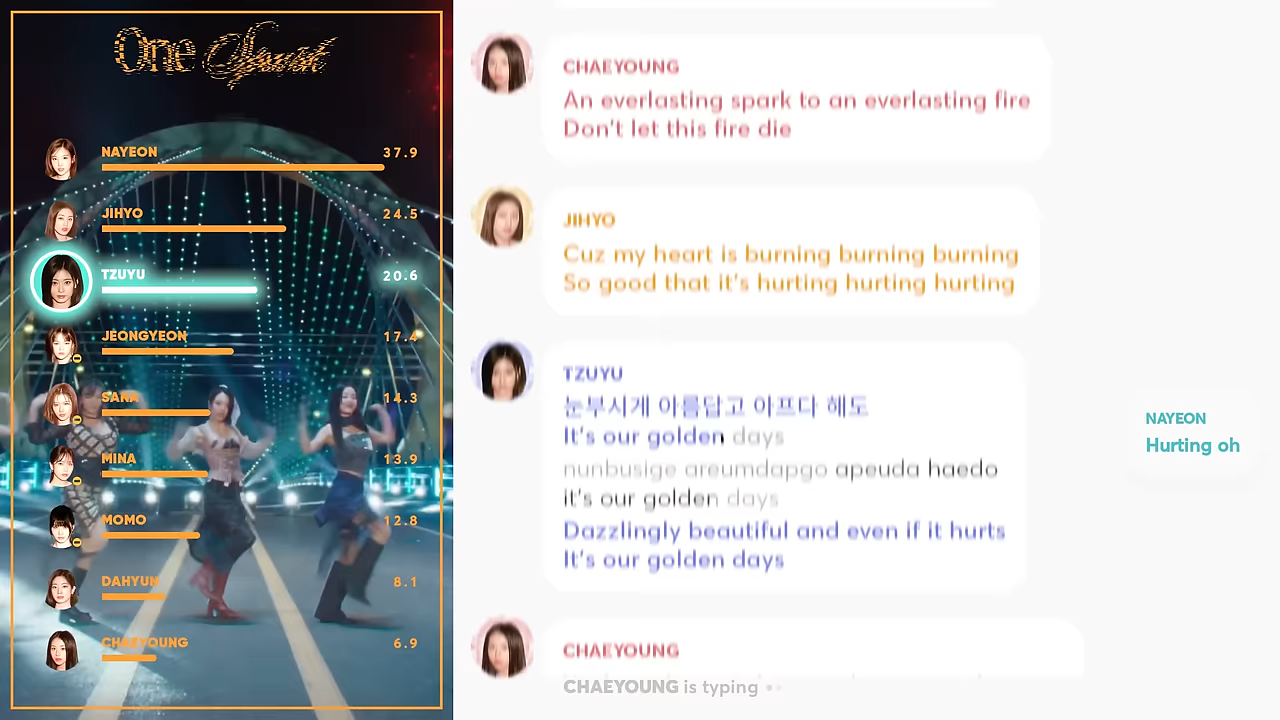 One Spark
NAYEON
37.9
JIHYO
24.5
TZUYU
20.6
JEONGYEON
17.4
SANA
14.3
MINA
13.9
MOMO
12.8
DAHYUN
8.1
CHAEYOUNG
6.9
CHAEYOUNG
An everlasting spark to an everlasting fire
Don't let this fire die
JIHYO
Cuz my heart is burning burning burning
So good that it's hurting hurting hurting
TZUYU
눈부시게 아름답고 아프다 해도
It's our golden days
nunbusige areumdapgo apeuda haedo
it's our golden days
Dazzlingly beautiful and even if it hurts
It's our golden days
NAYEON
Hurting oh
CHAEYOUNG
CHAEYOUNG is typing